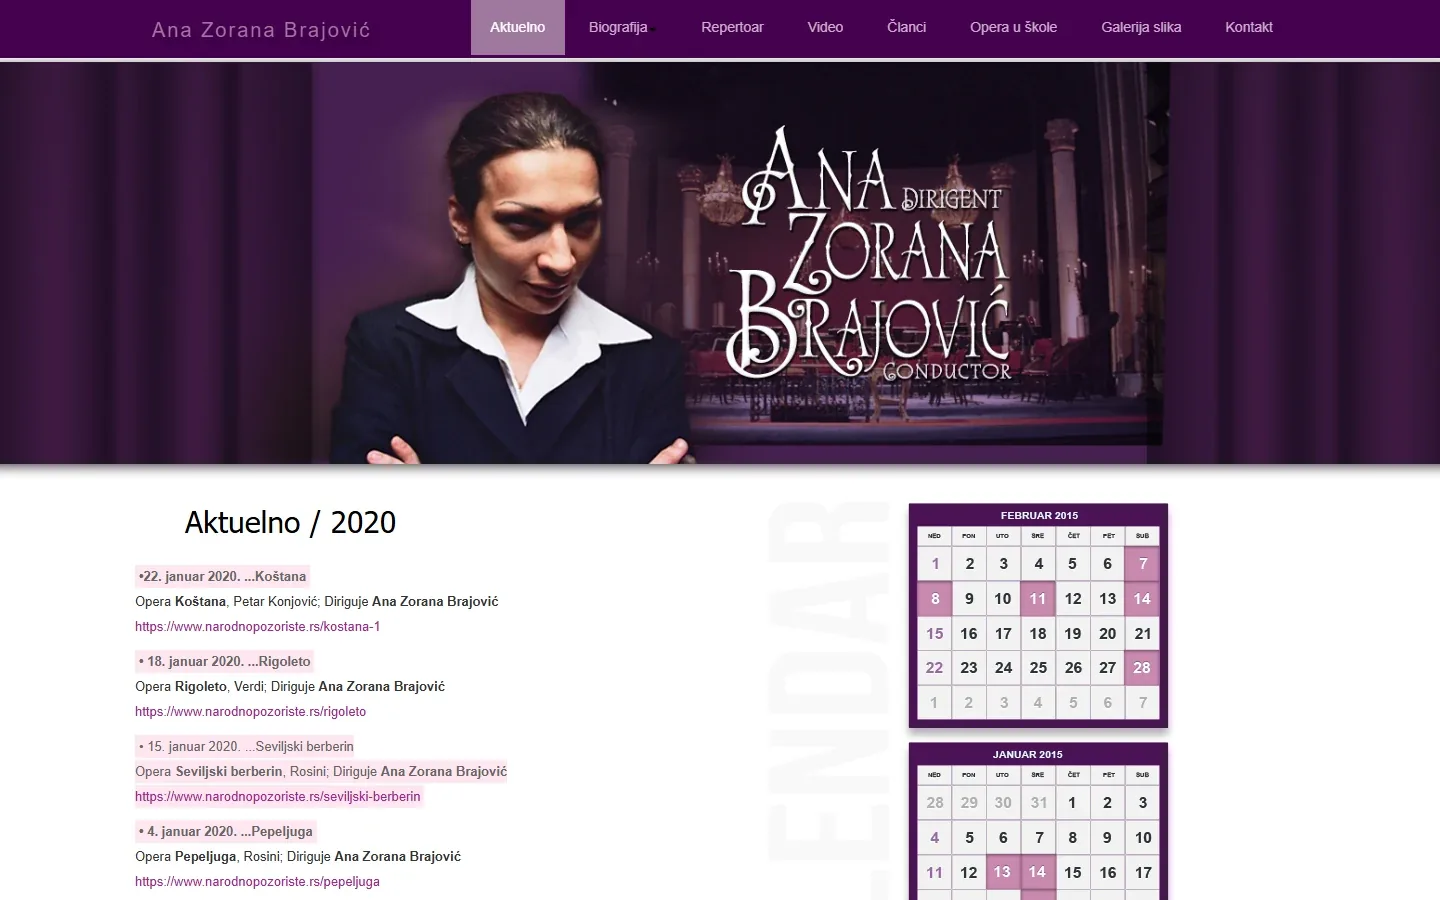 Ana Zorana Brajović
Aktuelno
Biografija
Repertoar
Video
Članci
Opera u škole
Galerija slika
Kontakt
ANA DIRIGENT
ZORANA
BRAJOVIĆ
CONDUCTOR
Aktuelno / 2020
•22. januar 2020. ...Koštana
Opera Koštana, Petar Konjović; Diriguje Ana Zorana Brajović
https://www.narodnopozoriste.rs/kostana-1
• 18. januar 2020. ...Rigoleto
Opera Rigoleto, Verdi; Diriguje Ana Zorana Brajović
https://www.narodnopozoriste.rs/rigoleto
• 15. januar 2020. ...Seviljski berberin
Opera Seviljski berberin, Rosini; Diriguje Ana Zorana Brajović
https://www.narodnopozoriste.rs/seviljski-berberin
• 4. januar 2020. ...Pepeljuga
Opera Pepeljuga, Rosini; Diriguje Ana Zorana Brajović
https://www.narodnopozoriste.rs/pepeljuga
ENDAR
FEBRUAR 2015
NED PON UTO SRE ČET PET SUB
1 2 3 4 5 6 7
8 9 10 11 12 13 14
15 16 17 18 19 20 21
22 23 24 25 26 27 28
1 2 3 4 5 6 7
JANUAR 2015
NED PON UTO SRE ČET PET SUB
28 29 30 31 1 2 3
4 5 6 7 8 9 10
11 12 13 14 15 16 17